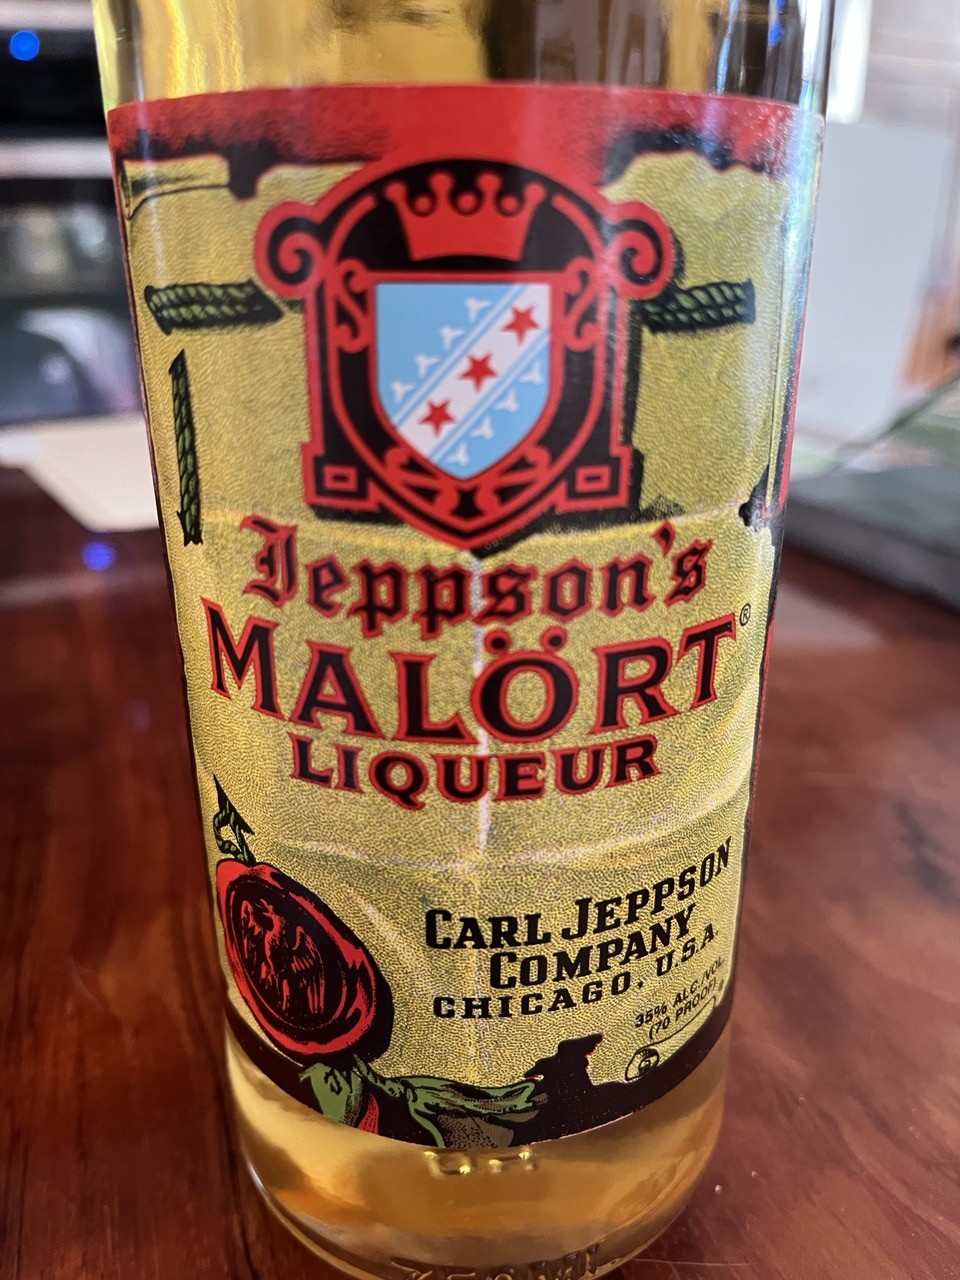 Jeppson's
MALÖRT®
LIQUEUR
CARL JEPPSON
COMPANY
CHICAGO, U.S.A.
35% ALC./VOL.
(70 PROOF)